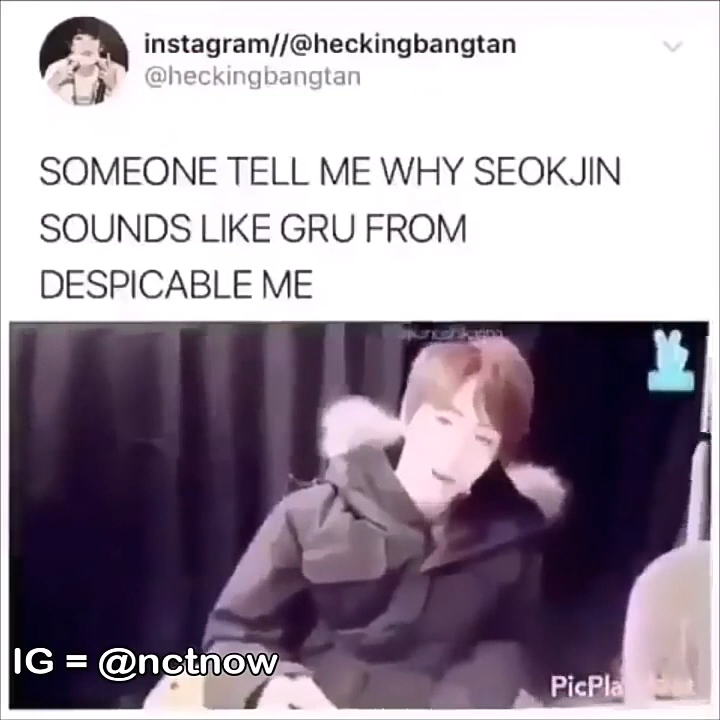 instagram//@heckingbangtan
@heckingbangtan
SOMEONE TELL ME WHY SEOKJIN
SOUNDS LIKE GRU FROM
DESPICABLE ME
IG = @nctnow